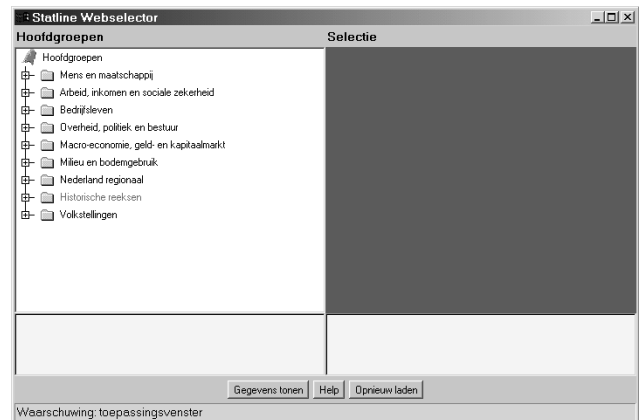 Statline Webselector
Hoofdgroepen Selectie
Hoofdgroepen
Mens en maatschappij
Arbeid, inkomen en sociale zekerheid
Bedrijfsleven
Overheid, politiek en bestuur
Macro-economie, geld- en kapitaalmarkt
Milieu en bodemgebruik
Nederland regionaal
Historische reeksen
Volkstellingen
Gegevens tonen Help Opnieuw laden
Waarschuwing: toepassingsvenster